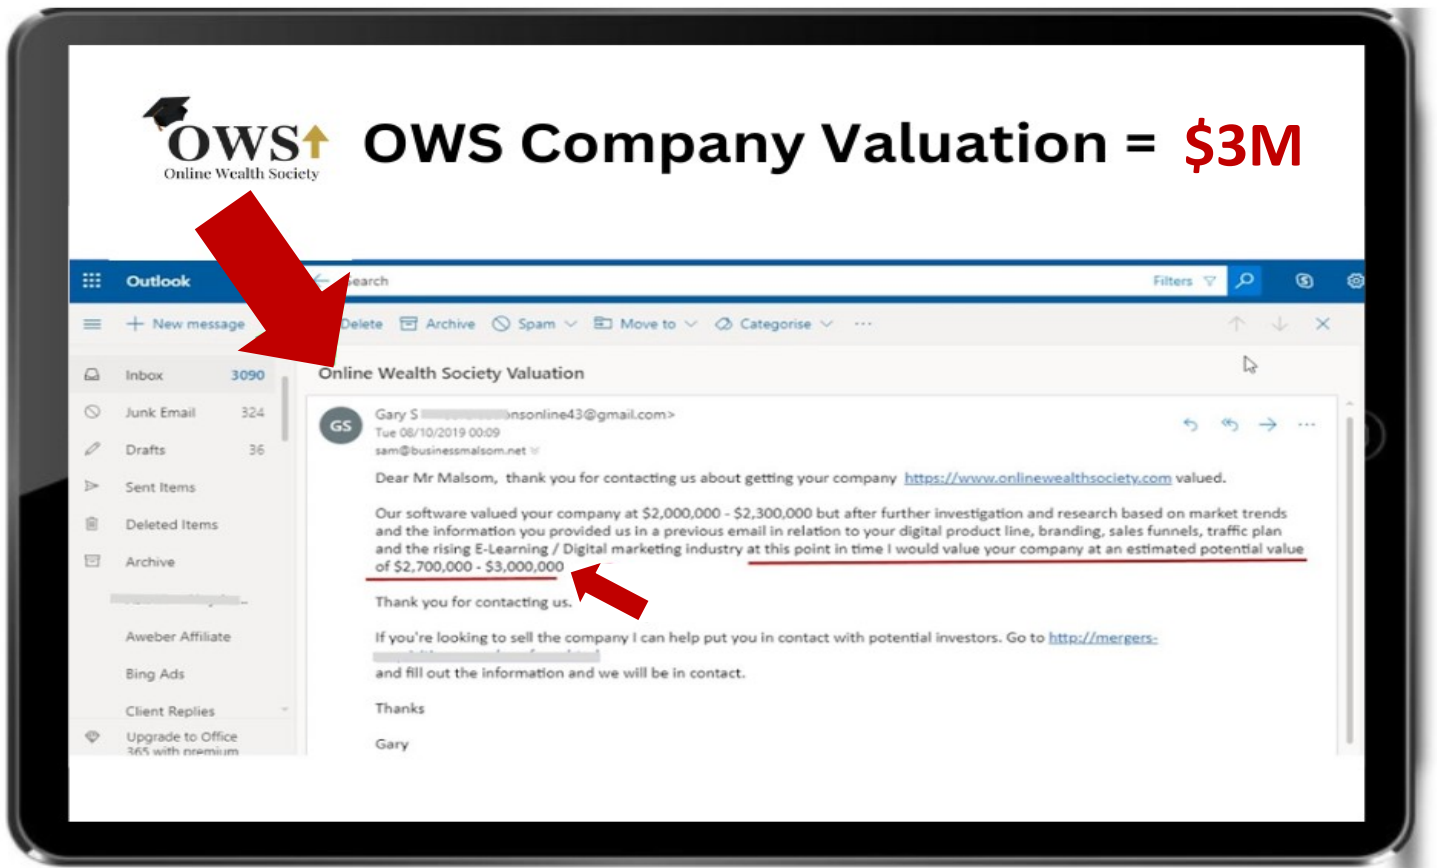 OWS
Online Wealth Society
OWS Company Valuation = $3M
Outlook
Search
Filters
New message
Delete
Archive
Spam
Move to
Categorise
Inbox 3090
Junk Email 324
Drafts 36
Sent Items
Deleted Items
Archive
Aweber Affiliate
Bing Ads
Client Replies
Upgrade to Office
365 with premium
Online Wealth Society Valuation
GS
Gary S onsonline43@gmail.com>
Tue 08/10/2019 00:09
sam@businessmalsom.net
Dear Mr Malsom, thank you for contacting us about getting your company https://www.onlinewealthsociety.com valued.
Our software valued your company at $2,000,000 - $2,300,000 but after further investigation and research based on market trends
and the information you provided us in a previous email in relation to your digital product line, branding, sales funnels, traffic plan
and the rising E-Learning / Digital marketing industry at this point in time I would value your company at an estimated potential value
of $2,700,000 - $3,000,000
Thank you for contacting us.
If you're looking to sell the company I can help put you in contact with potential investors. Go to http://mergers-
and fill out the information and we will be in contact.
Thanks
Gary